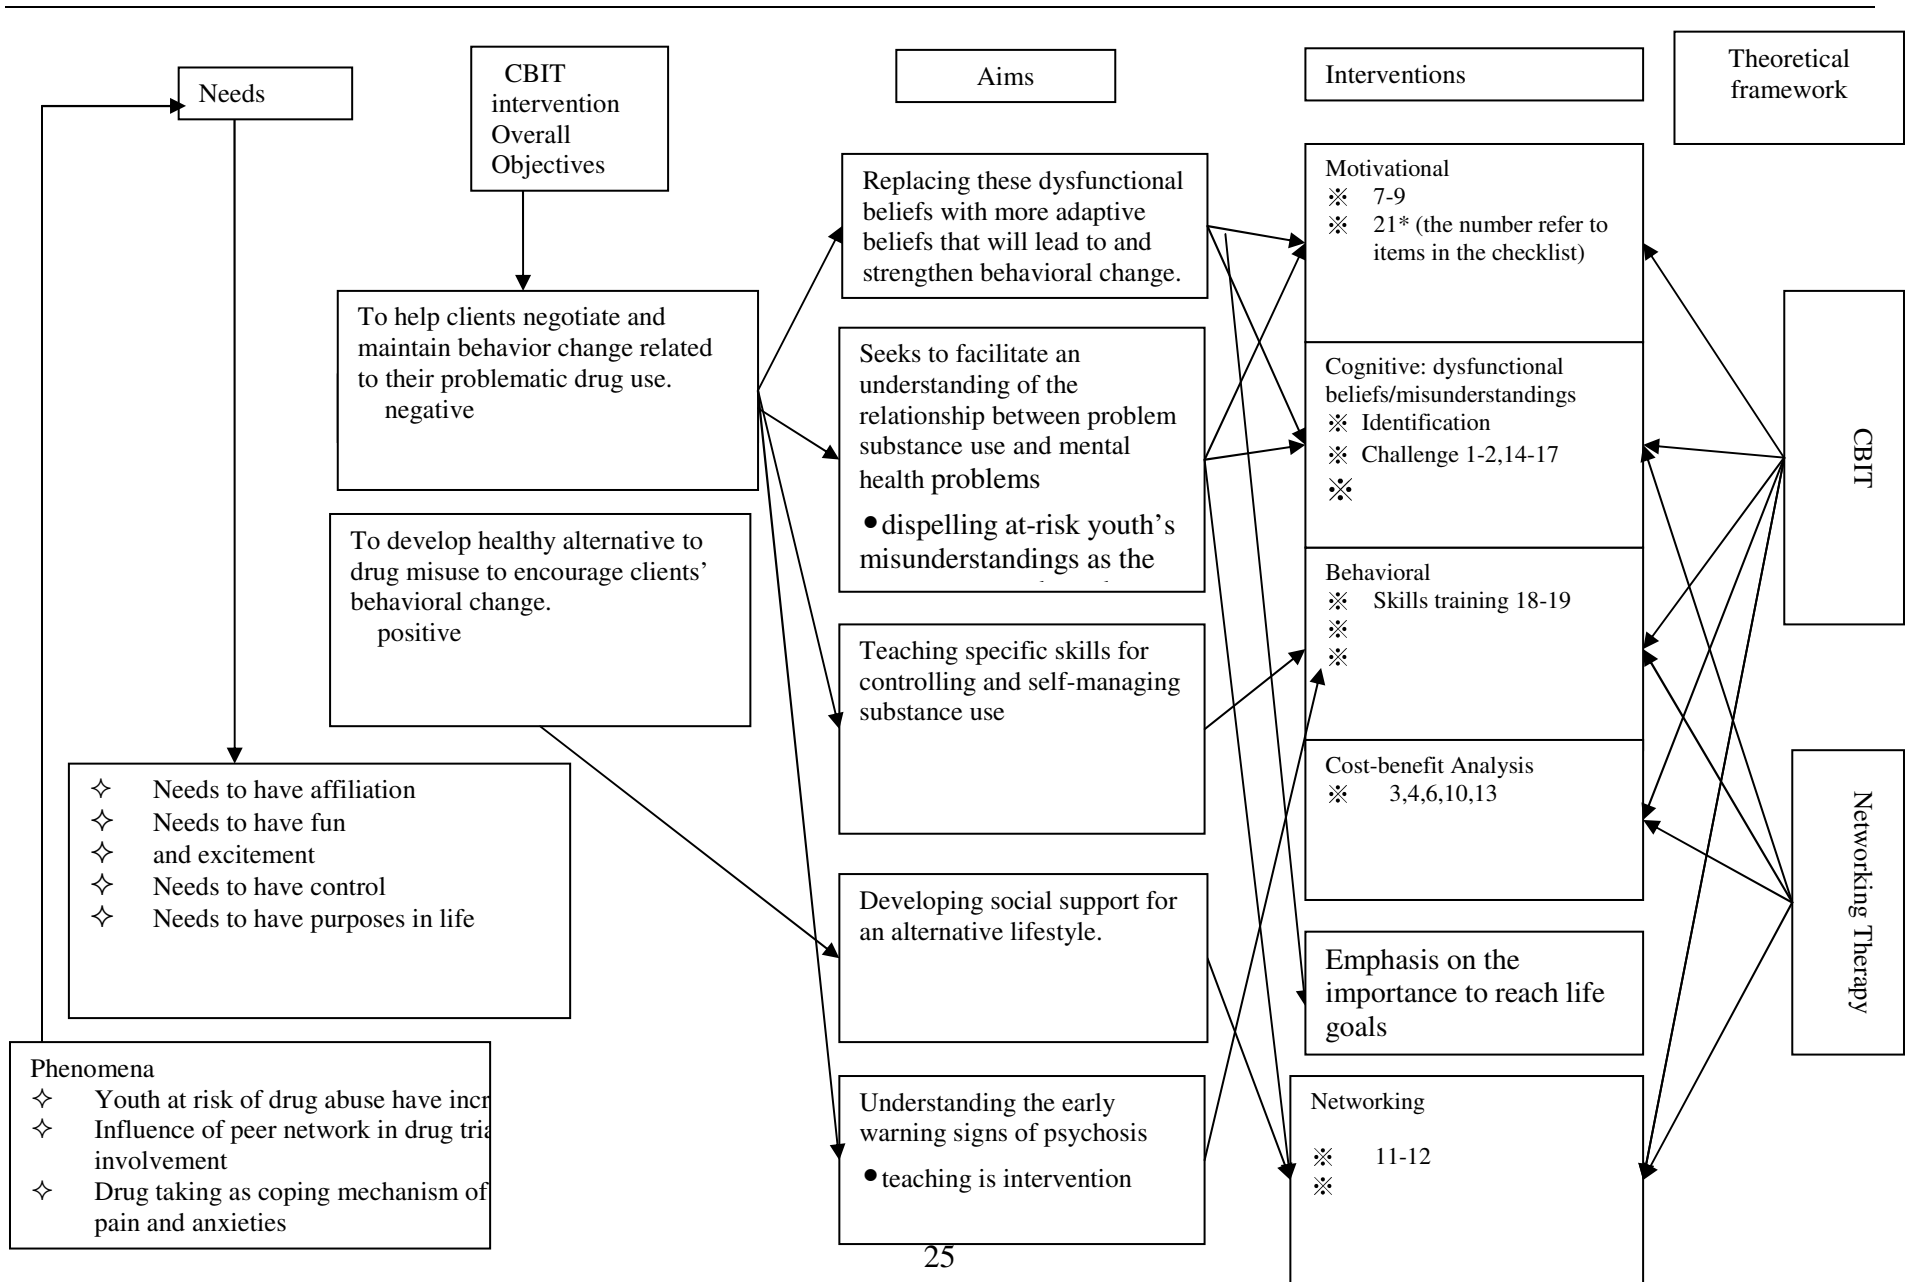 Needs
CBIT
intervention
Overall
Objectives
Aims
Interventions
Theoretical
framework
To help clients negotiate and
maintain behavior change related
to their problematic drug use.
negative
To develop healthy alternative to
drug misuse to encourage clients’
behavioral change.
positive
✧ Needs to have affiliation
✧ Needs to have fun
✧ and excitement
✧ Needs to have control
✧ Needs to have purposes in life
Phenomena
✧ Youth at risk of drug abuse have incr
✧ Influence of peer network in drug tria
involvement
✧ Drug taking as coping mechanism of
pain and anxieties
Replacing these dysfunctional
beliefs with more adaptive
beliefs that will lead to and
strengthen behavioral change.
Seeks to facilitate an
understanding of the
relationship between problem
substance use and mental
health problems
●dispelling at-risk youth’s
misunderstandings as the
Teaching specific skills for
controlling and self-managing
substance use
Developing social support for
an alternative lifestyle.
Understanding the early
warning signs of psychosis
●teaching is intervention
Motivational
※ 7-9
※ 21* (the number refer to
items in the checklist)
Cognitive: dysfunctional
beliefs/misunderstandings
※ Identification
※ Challenge 1-2,14-17
※
Behavioral
※ Skills training 18-19
※
※
Cost-benefit Analysis
※ 3,4,6,10,13
Emphasis on the
importance to reach life
goals
Networking
※ 11-12
※
CBIT
Networking Therapy
25